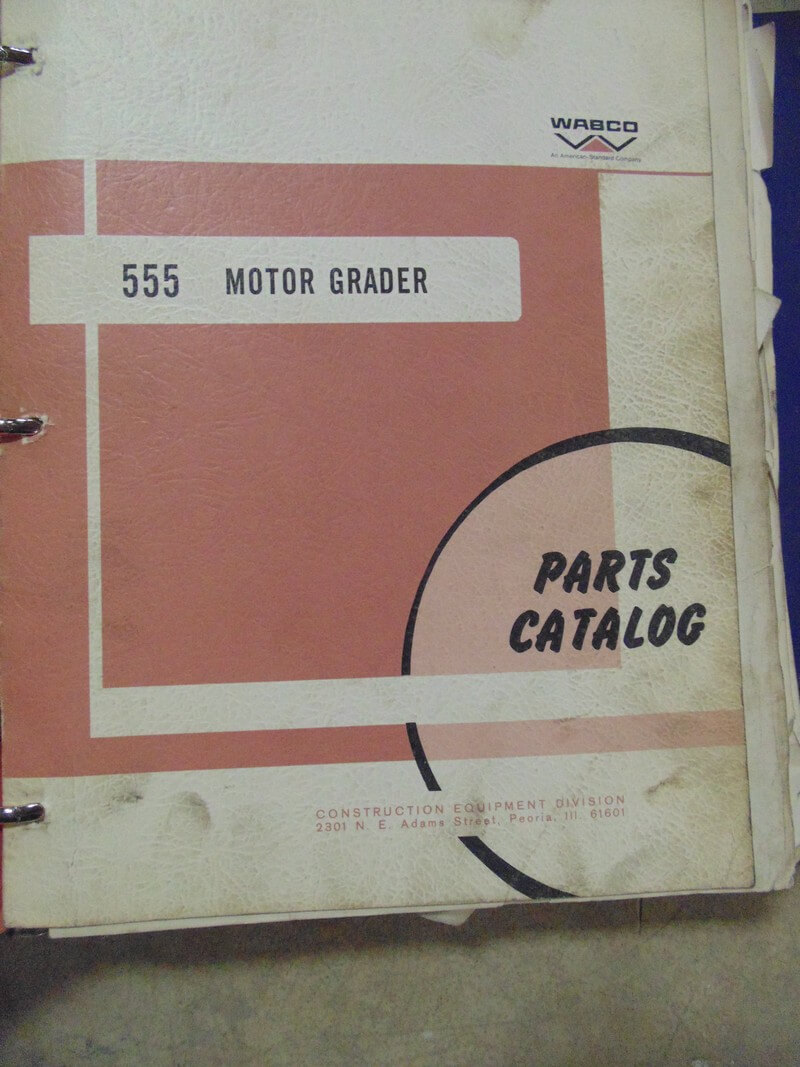 WABCO
An American-Standard Company
555 MOTOR GRADER
PARTS
CATALOG
CONSTRUCTION EQUIPMENT DIVISION
2301 N. E. Adams Street, Peoria, Ill. 61601